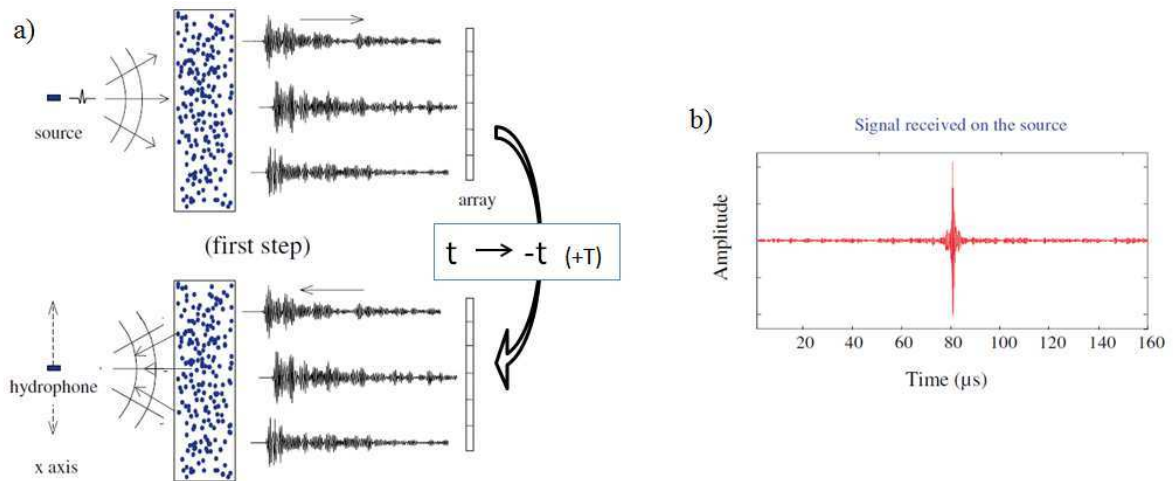 a)
source
array
(first step)
t → -t (+T)
hydrophone
x axis
b)
Signal received on the source
Amplitude
20 40 60 80 100 120 140 160
Time (µs)